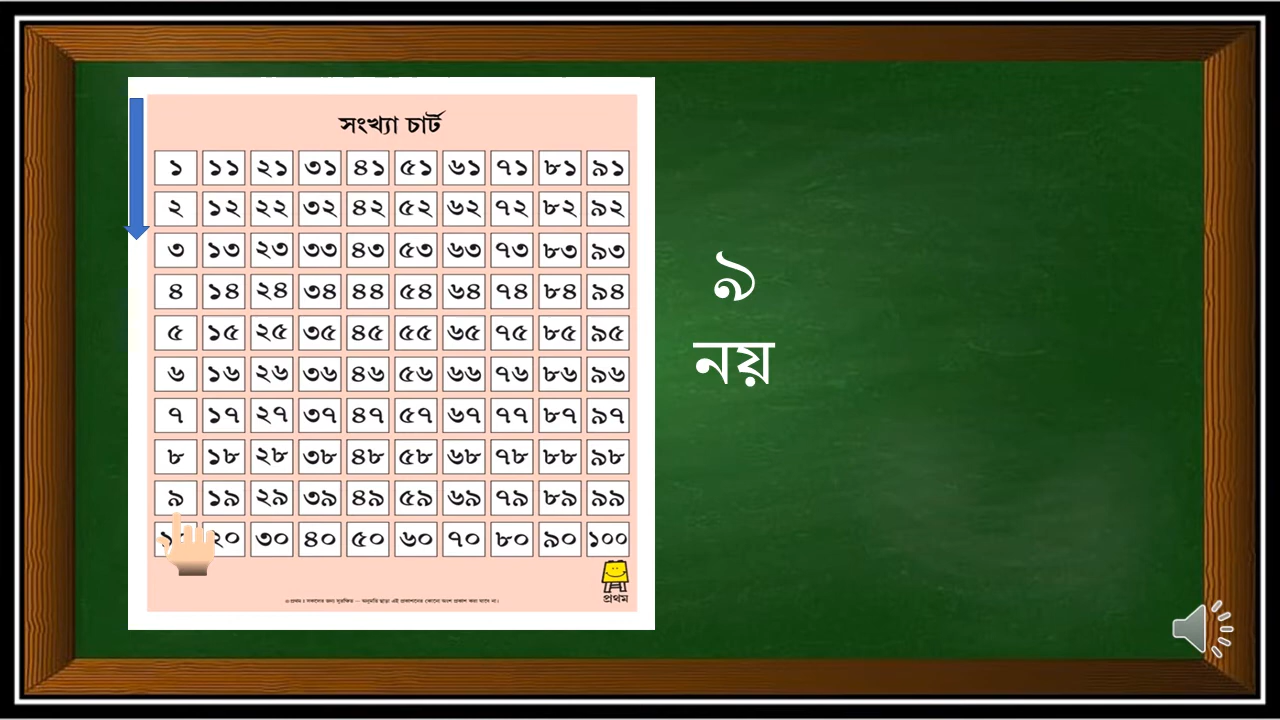 সংখ্যা চার্ট
১ ১১ ২১ ৩১ ৪১ ৫১ ৬১ ৭১ ৮১ ৯১
২ ১২ ২২ ৩২ ৪২ ৫২ ৬২ ৭২ ৮২ ৯২
৩ ১৩ ২৩ ৩৩ ৪৩ ৫৩ ৬৩ ৭৩ ৮৩ ৯৩
৪ ১৪ ২৪ ৩৪ ৪৪ ৫৪ ৬৪ ৭৪ ৮৪ ৯৪
৫ ১৫ ২৫ ৩৫ ৪৫ ৫৫ ৬৫ ৭৫ ৮৫ ৯৫
৬ ১৬ ২৬ ৩৬ ৪৬ ৫৬ ৬৬ ৭৬ ৮৬ ৯৬
৭ ১৭ ২৭ ৩৭ ৪৭ ৫৭ ৬৭ ৭৭ ৮৭ ৯৭
৮ ১৮ ২৮ ৩৮ ৪৮ ৫৮ ৬৮ ৭৮ ৮৮ ৯৮
৯ ১৯ ২৯ ৩৯ ৪৯ ৫৯ ৬৯ ৭৯ ৮৯ ৯৯
২০ ৩০ ৪০ ৫০ ৬০ ৭০ ৮০ ৯০ ১০০
প্রথম
৯
নয়